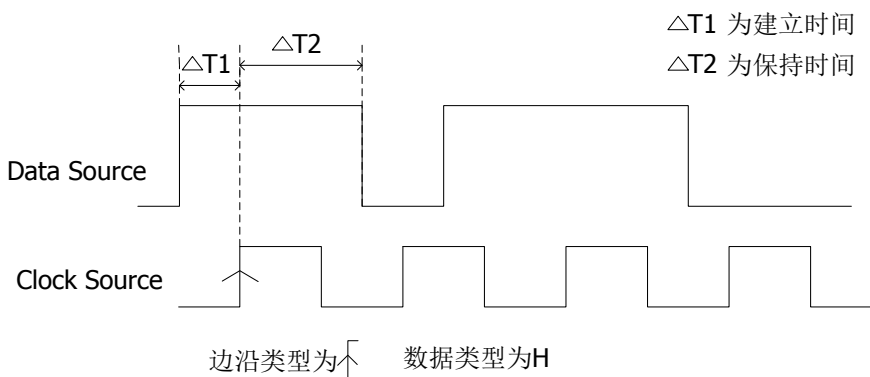 △T1 为建立时间
△T2
△T1
△T2 为保持时间
Data Source
Clock Source
边沿类型为 数据类型为H